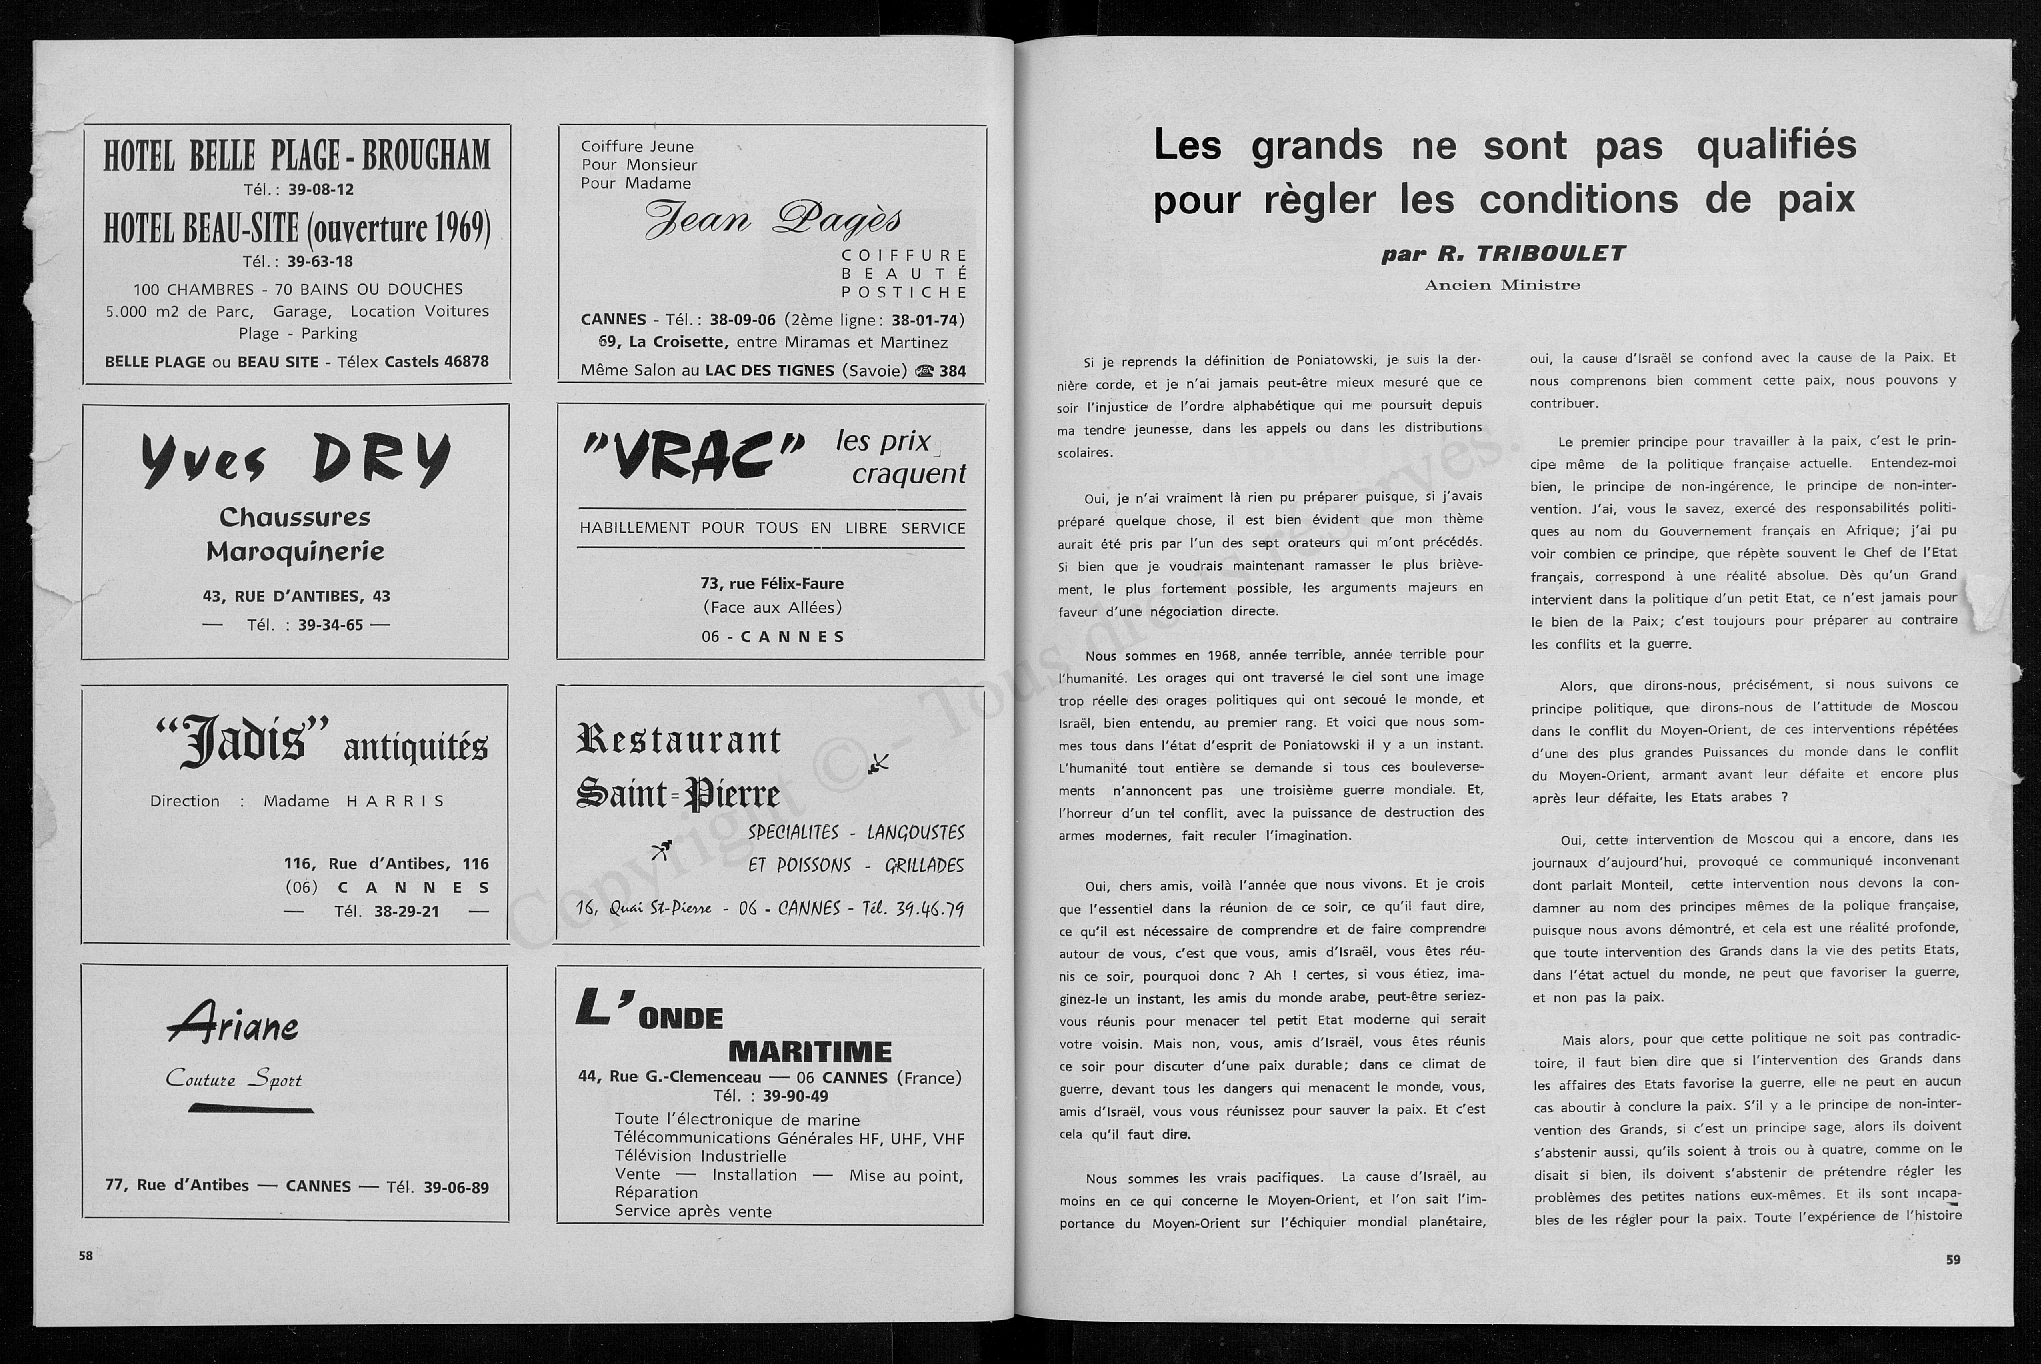 HOTEL BELLE PLAGE - BROUGHAM
Tél. : 39-08-12
HOTEL BEAU-SITE (ouverture 1969)
Tél. : 39-63-18
100 CHAMBRES - 70 BAINS OU DOUCHES
5.000 m2 de Parc, Garage, Location Voitures
Plage - Parking
BELLE PLAGE ou BEAU SITE - Télex Castels 46878
Coiffure Jeune
Pour Monsieur
Pour Madame
Jean Pagès
COIFFURE
BEAUTÉ
POSTICHE
CANNES - Tél. : 38-09-06 (2ème ligne : 38-01-74)
69, La Croisette, entre Miramas et Martinez
Même Salon au LAC DES TIGNES (Savoie) ☎ 384
Yves DRY
Chaussures
Maroquinerie
43, RUE D'ANTIBES, 43
— Tél. : 39-34-65 —
"VRAC" les prix
craquent
HABILLEMENT POUR TOUS EN LIBRE SERVICE
73, rue Félix-Faure
(Face aux Allées)
06 - CANNES
"Jadis" antiquités
Direction : Madame HARRIS
116, Rue d'Antibes, 116
(06) CANNES
— Tél. 38-29-21 —
Restaurant
Saint-Pierre
SPECIALITES - LANGOUSTES
ET POISSONS - GRILLADES
16, Quai St-Pierre - 06 - CANNES - Tél. 39.46.79
Ariane
Couture Sport
77, Rue d'Antibes — CANNES — Tél. 39-06-89
L'ONDE
MARITIME
44, Rue G.-Clemenceau — 06 CANNES (France)
Tél. : 39-90-49
Toute l'électronique de marine
Télécommunications Générales HF, UHF, VHF
Télévision Industrielle
Vente — Installation — Mise au point,
Réparation
Service après vente
58
Les grands ne sont pas qualifiés
pour règler les conditions de paix
par R. TRIBOULET
Ancien Ministre
Si je reprends la définition de Poniatowski, je suis la der-
nière corde, et je n'ai jamais peut-être mieux mesuré que ce
soir l'injustice de l'ordre alphabétique qui me poursuit depuis
ma tendre jeunesse, dans les appels ou dans les distributions
scolaires.
Oui, je n'ai vraiment là rien pu préparer puisque, si j'avais
préparé quelque chose, il est bien évident que mon thème
aurait été pris par l'un des sept orateurs qui m'ont précédés.
Si bien que je voudrais maintenant ramasser le plus briève-
ment, le plus fortement possible, les arguments majeurs en
faveur d'une négociation directe.
Nous sommes en 1968, année terrible, année terrible pour
l'humanité. Les orages qui ont traversé le ciel sont une image
trop réelle des orages politiques qui ont secoué le monde, et
Israël, bien entendu, au premier rang. Et voici que nous som-
mes tous dans l'état d'esprit de Poniatowski il y a un instant.
L'humanité tout entière se demande si tous ces bouleverse-
ments n'annoncent pas une troisième guerre mondiale. Et,
l'horreur d'un tel conflit, avec la puissance de destruction des
armes modernes, fait reculer l'imagination.
Oui, chers amis, voilà l'année que nous vivons. Et je crois
que l'essentiel dans la réunion de ce soir, ce qu'il faut dire,
ce qu'il est nécessaire de comprendre et de faire comprendre
autour de vous, c'est que vous, amis d'Israël, vous êtes réu-
nis ce soir, pourquoi donc ? Ah ! certes, si vous étiez, ima-
ginez-le un instant, les amis du monde arabe, peut-être seriez-
vous réunis pour menacer tel petit Etat moderne qui serait
votre voisin. Mais non, vous, amis d'Israël, vous êtes réunis
ce soir pour discuter d'une paix durable; dans ce climat de
guerre, devant tous les dangers qui menacent le monde, vous,
amis d'Israël, vous vous réunissez pour sauver la paix. Et c'est
cela qu'il faut dire.
Nous sommes les vrais pacifiques. La cause d'Israël, au
moins en ce qui concerne le Moyen-Orient, et l'on sait l'im-
portance du Moyen-Orient sur l'échiquier mondial planétaire,
oui, la cause d'Israël se confond avec la cause de la Paix. Et
nous comprenons bien comment cette paix, nous pouvons y
contribuer.
Le premier principe pour travailler à la paix, c'est le prin-
cipe même de la politique française actuelle. Entendez-moi
bien, le principe de non-ingérence, le principe de non-inter-
vention. J'ai, vous le savez, exercé des responsabilités politi-
ques au nom du Gouvernement français en Afrique; j'ai pu
voir combien ce principe, que répète souvent le Chef de l'Etat
français, correspond à une réalité absolue. Dès qu'un Grand
intervient dans la politique d'un petit Etat, ce n'est jamais pour
le bien de la Paix; c'est toujours pour préparer au contraire
les conflits et la guerre.
Alors, que dirons-nous, précisément, si nous suivons ce
principe politique, que dirons-nous de l'attitude de Moscou
dans le conflit du Moyen-Orient, de ces interventions répétées
d'une des plus grandes Puissances du monde dans le conflit
du Moyen-Orient, armant avant leur défaite et encore plus
après leur défaite, les Etats arabes ?
Oui, cette intervention de Moscou qui a encore, dans les
journaux d'aujourd'hui, provoqué ce communiqué inconvenant
dont parlait Monteil, cette intervention nous devons la con-
damner au nom des principes mêmes de la polique française,
puisque nous avons démontré, et cela est une réalité profonde,
que toute intervention des Grands dans la vie des petits Etats,
dans l'état actuel du monde, ne peut que favoriser la guerre,
et non pas la paix.
Mais alors, pour que cette politique ne soit pas contradic-
toire, il faut bien dire que si l'intervention des Grands dans
les affaires des Etats favorise la guerre, elle ne peut en aucun
cas aboutir à conclure la paix. S'il y a le principe de non-inter-
vention des Grands, si c'est un principe sage, alors ils doivent
s'abstenir aussi, qu'ils soient à trois ou à quatre, comme on le
disait si bien, ils doivent s'abstenir de prétendre régler les
problèmes des petites nations eux-mêmes. Et ils sont incapa-
bles de les régler pour la paix. Toute l'expérience de l'histoire
59
Copyright © - Tous droits réservés.